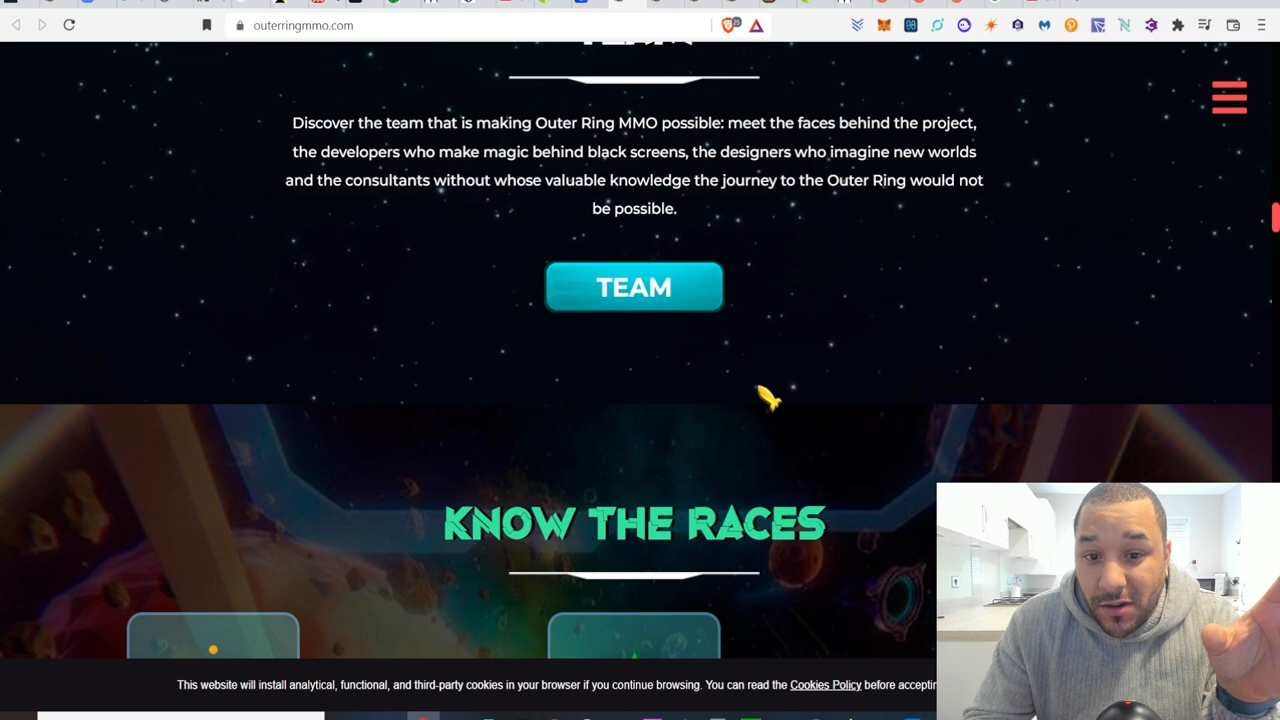 outerringmmo.com
Discover the team that is making Outer Ring MMO possible: meet the faces behind the project,
the developers who make magic behind black screens, the designers who imagine new worlds
and the consultants without whose valuable knowledge the journey to the Outer Ring would not
be possible.
TEAM
KNOW THE RACES
This website will install analytical, functional, and third-party cookies in your browser if you continue browsing. You can read the Cookies Policy before